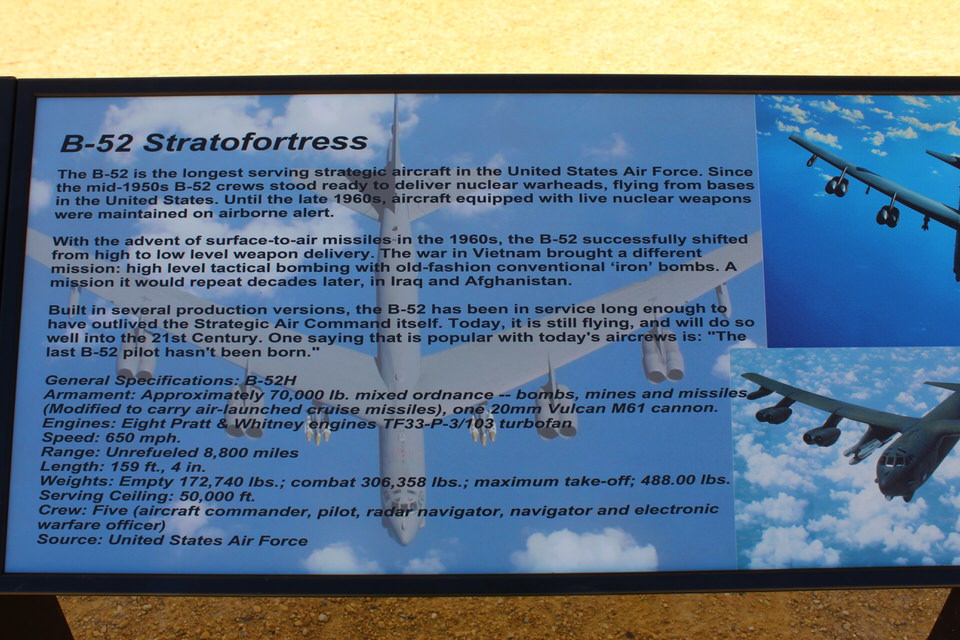 B-52 Stratofortress
The B-52 is the longest serving strategic aircraft in the United States Air Force. Since
the mid-1950s B-52 crews stood ready to deliver nuclear warheads, flying from bases
in the United States. Until the late 1960s, aircraft equipped with live nuclear weapons
were maintained on airborne alert.
With the advent of surface-to-air missiles in the 1960s, the B-52 successfully shifted
from high to low level weapon delivery. The war in Vietnam brought a different
mission: high level tactical bombing with old-fashion conventional ‘iron’ bombs. A
mission it would repeat decades later, in Iraq and Afghanistan.
Built in several production versions, the B-52 has been in service long enough to
have outlived the Strategic Air Command itself. Today, it is still flying, and will do so
well into the 21st Century. One saying that is popular with today's aircrews is: "The
last B-52 pilot hasn't been born."
General Specifications: B-52H
Armament: Approximately 70,000 lb. mixed ordnance -- bombs, mines and missiles.
(Modified to carry air-launched cruise missiles), one 20mm Vulcan M61 cannon.
Engines: Eight Pratt & Whitney engines TF33-P-3/103 turbofan
Speed: 650 mph.
Range: Unrefueled 8,800 miles
Length: 159 ft., 4 in.
Weights: Empty 172,740 lbs.; combat 306,358 lbs.; maximum take-off; 488.00 lbs.
Serving Ceiling: 50,000 ft.
Crew: Five (aircraft commander, pilot, radar navigator, navigator and electronic
warfare officer)
Source: United States Air Force